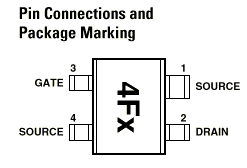 Pin Connections and
Package Marking
3
1
GATE
SOURCE
4Fx
4
2
SOURCE
DRAIN